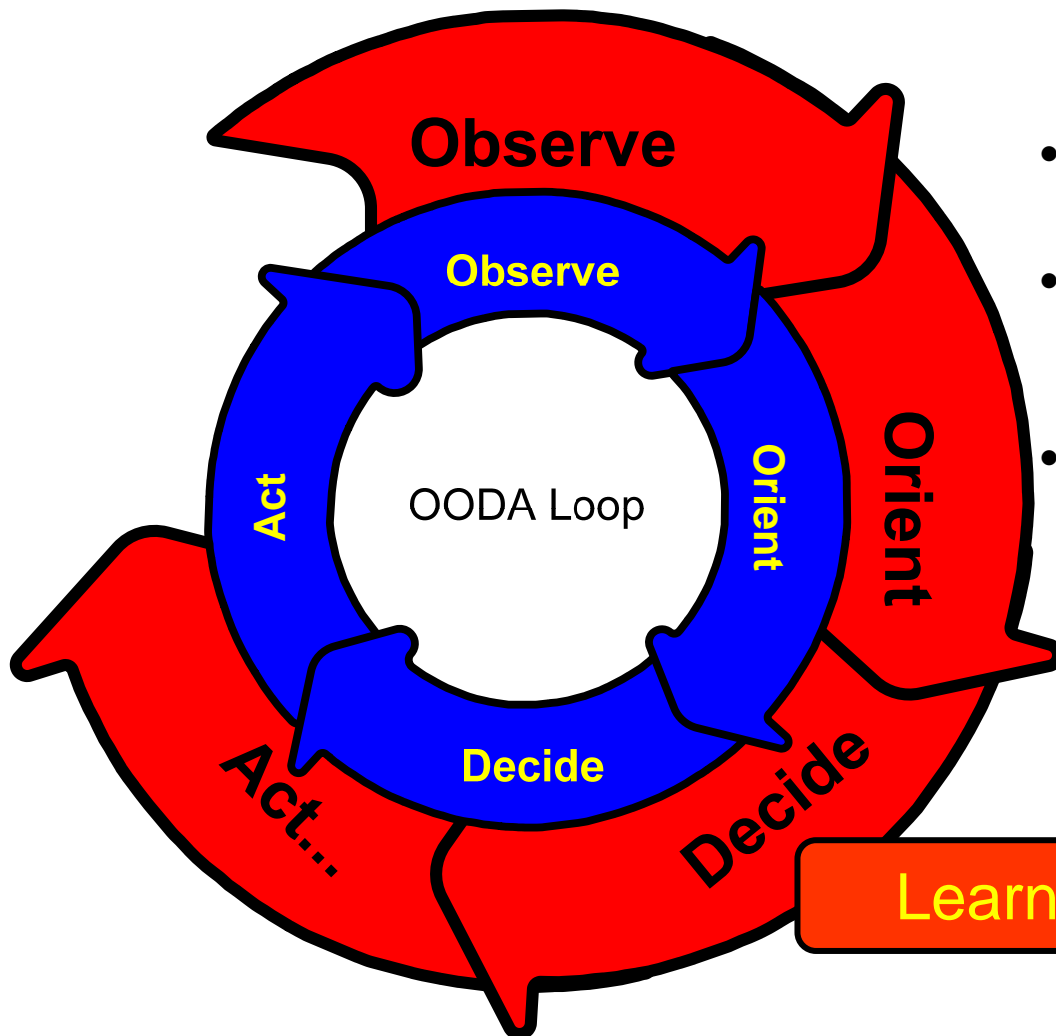 Observe
Observe
Orient
Orient
OODA Loop
Act
Decide
Decide
Act...
Learn